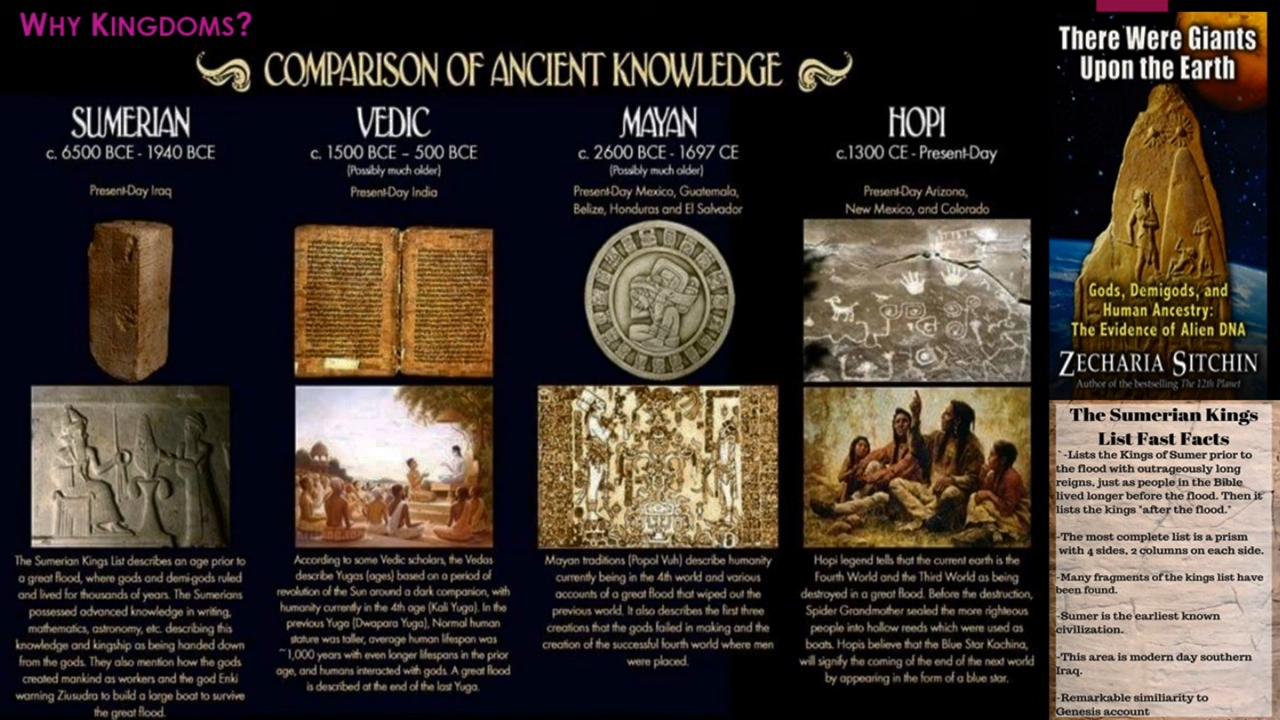 WHY KINGDOMS?
COMPARISON OF ANCIENT KNOWLEDGE
SUMERIAN
c. 6500 BCE - 1940 BCE
Present-Day Iraq
The Sumerian Kings List describes an age prior to
a great flood, where gods and demi-gods ruled
and lived for thousands of years. The Sumerians
possessed advanced knowledge in writing,
mathematics, astronomy, etc. describing this
knowledge and kingship as being handed down
from the gods. They also mention how the gods
created mankind as workers and the god Enki
warning Ziusudra to build a large boat to survive
the great flood.
VEDIC
c. 1500 BCE – 500 BCE
(Possibly much older)
Present-Day India
According to some Vedic scholars, the Vedas
describe Yugas (ages) based on a period of
revolution of the Sun around a dark companion, with
humanity currently in the 4th age (Kali Yuga). In the
previous Yuga (Dwapara Yuga), Normal human
stature was taller, average human lifespan was
~1,000 years with even longer lifespans in the prior
age, and humans interacted with gods. A great flood
is described at the end of the last Yuga.
MAYAN
c. 2600 BCE - 1697 CE
(Possibly much older)
Present-Day Mexico, Guatemala,
Belize, Honduras and El Salvador
Mayan traditions (Popol Vuh) describe humanity
currently being in the 4th world and various
accounts of a great flood that wiped out the
previous world. It also describes the first three
creations that the gods failed in making and the
creation of the successful fourth world where men
were placed.
HOPI
c.1300 CE - Present-Day
Present-Day Arizona,
New Mexico, and Colorado
Hopi legend tells that the current earth is the
Fourth World and the Third World as being
destroyed in a great flood. Before the destruction,
Spider Grandmother sealed the more righteous
people into hollow reeds which were used as
boats. Hopis believe that the Blue Star Kachina,
will signify the coming of the end of the next world
by appearing in the form of a blue star.
There Were Giants
Upon the Earth
Gods, Demigods, and
Human Ancestry:
The Evidence of Alien DNA
ZECHARIA SITCHIN
Author of the bestselling The 12th Planet
The Sumerian Kings
List Fast Facts
`-Lists the Kings of Sumer prior to
the flood with outrageously long
reigns, just as people in the Bible
lived longer before the flood. Then it
lists the kings "after the flood."
-The most complete list is a prism
with 4 sides, 2 columns on each side.
-Many fragments of the kings list have
been found.
-Sumer is the earliest known
civilization.
-This area is modern day southern
Iraq.
-Remarkable similiarity to
Genesis account